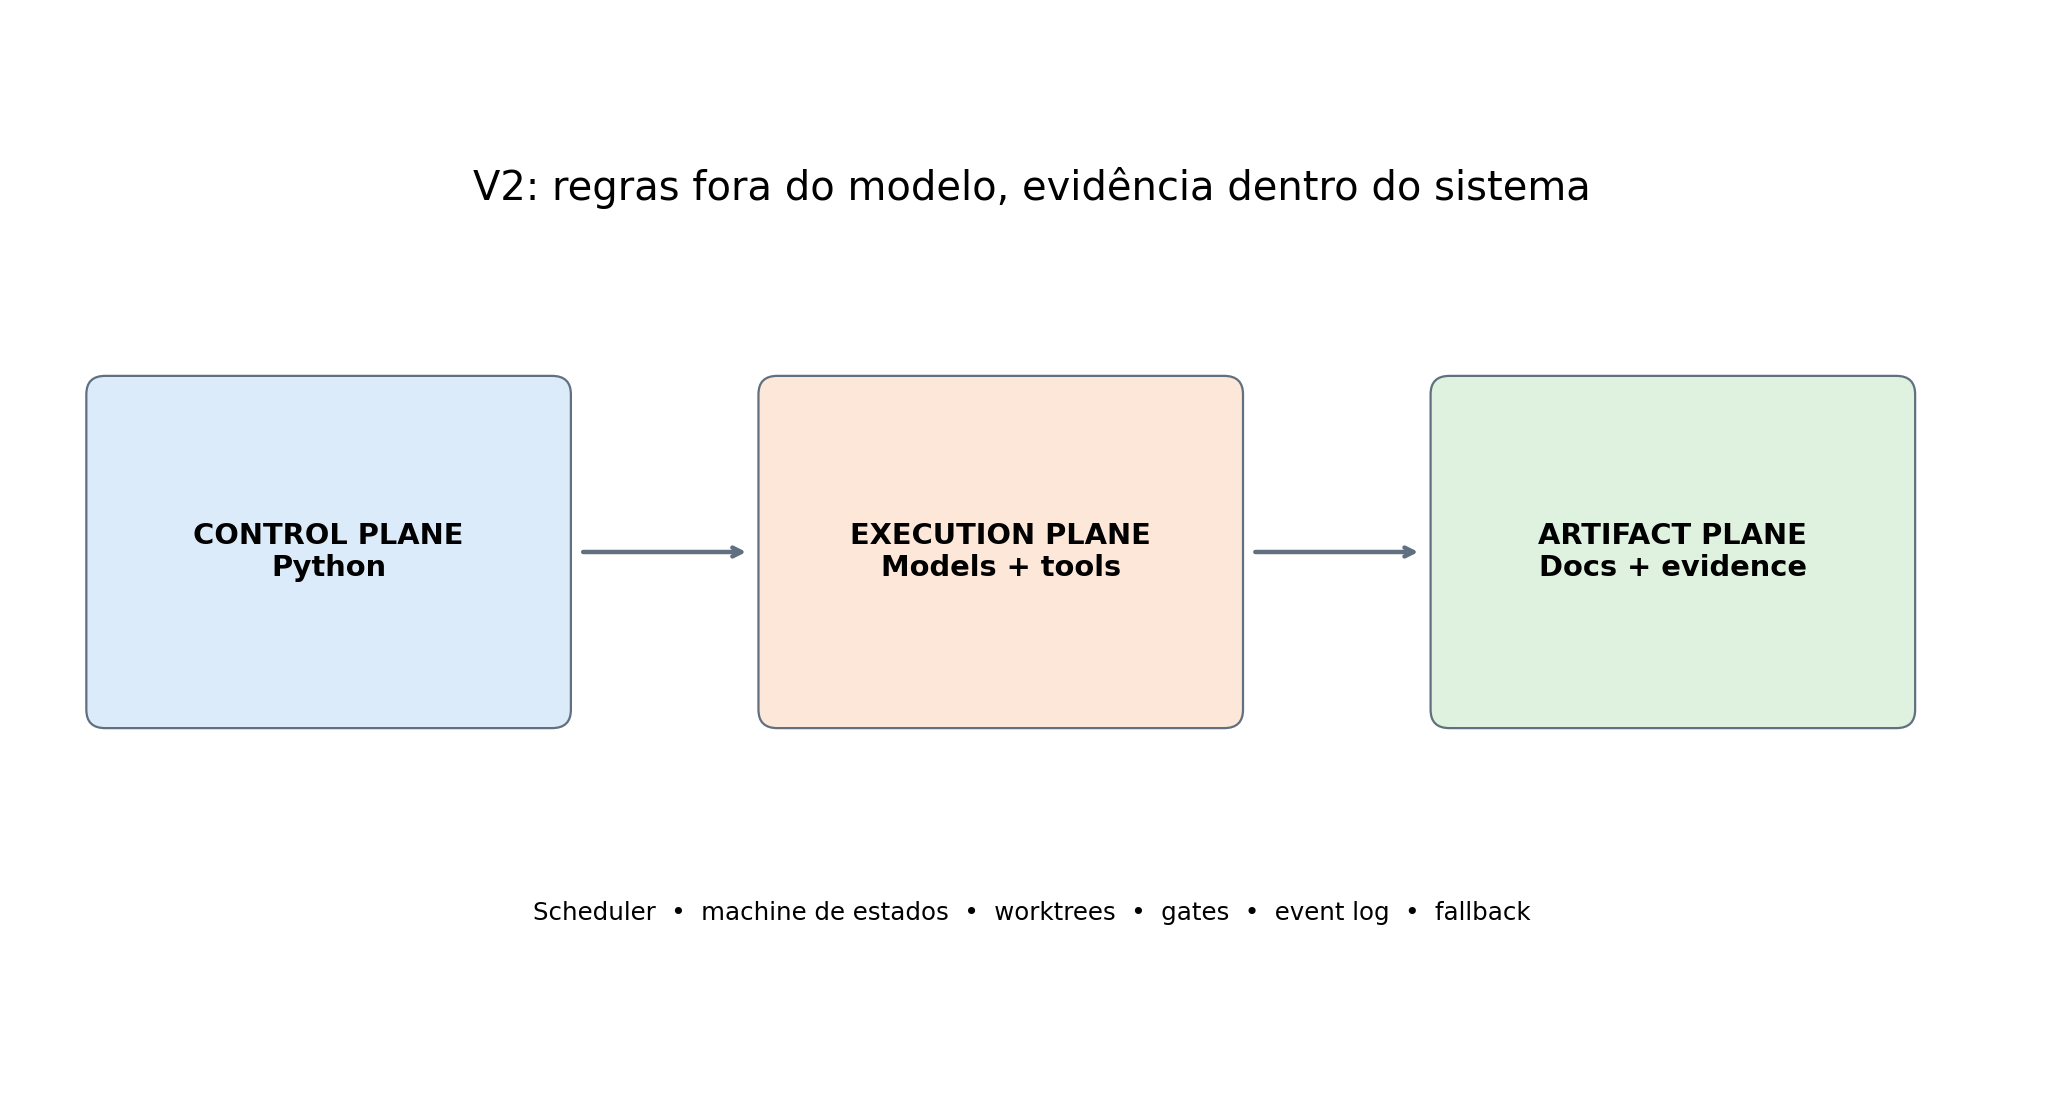 V2: regras fora do modelo, evidência dentro do sistema
CONTROL PLANE
Python
EXECUTION PLANE
Models + tools
ARTIFACT PLANE
Docs + evidence
Scheduler • machine de estados • worktrees • gates • event log • fallback